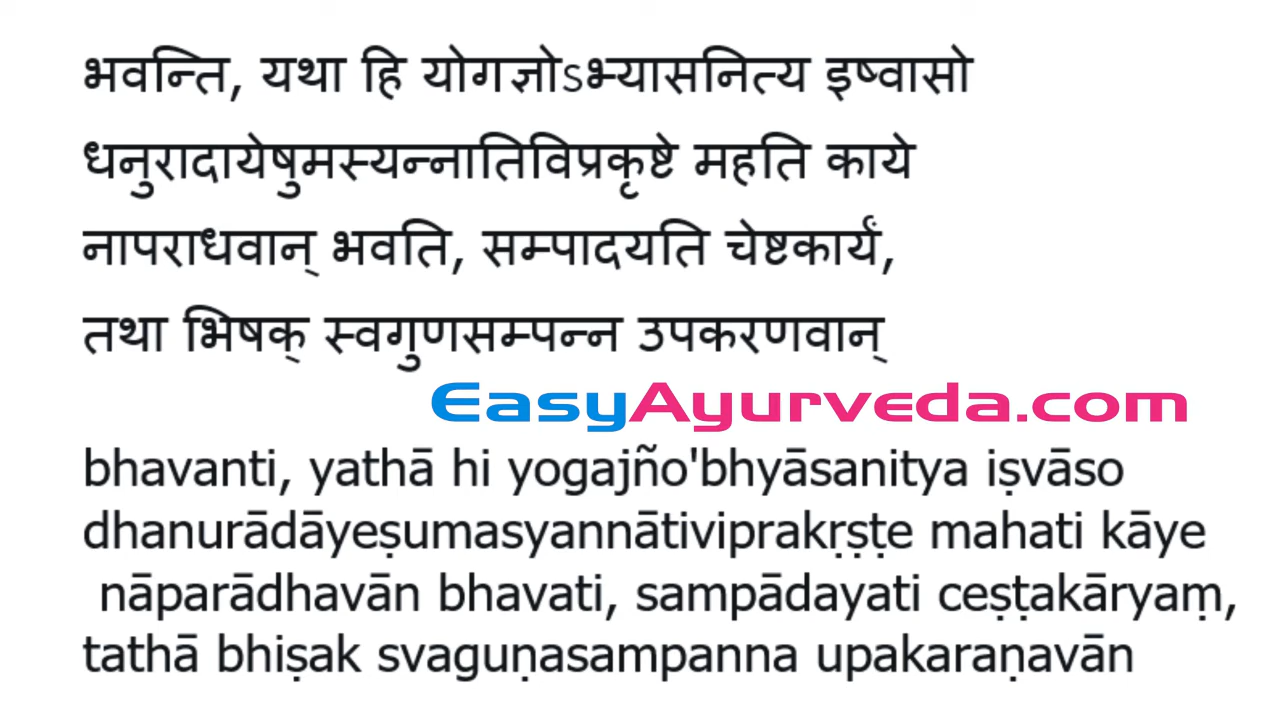 भवन्ति, यथा हि योगज्ञोऽभ्यासनित्य इष्वासो
धनुरादायेषुमस्यन्नातिविप्रकृष्टे महति काये
नापराधवान् भवति, सम्पादयति चेष्टकार्यं,
तथा भिषक् स्वगुणसम्पन्न उपकरणवान्
EasyAyurveda.com
bhavanti, yathā hi yogajño'bhyāsanitya iṣvāso
dhanurādāyeṣumasyannātiviprakṛṣṭe mahati kāye
nāparādhavān bhavati, sampādayati ceṣṭakāryaṃ,
tathā bhiṣak svaguṇasampanna upakaraṇavān